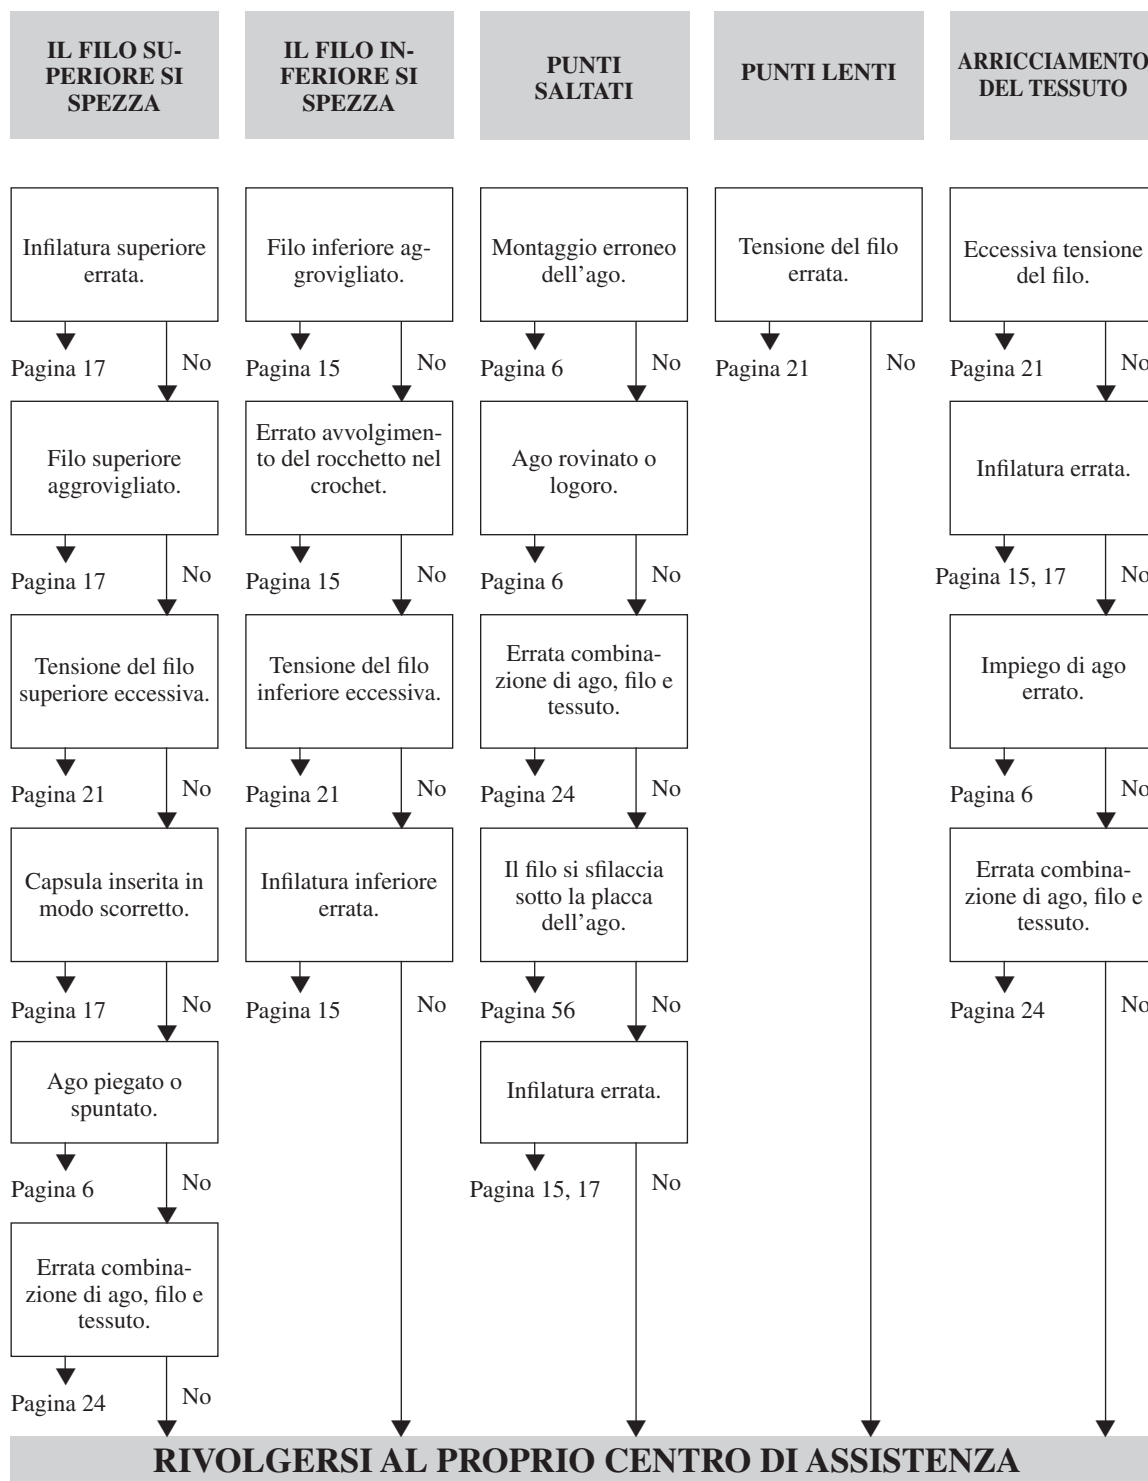 IL FILO SU-
PERIORE SI
SPEZZA
IL FILO IN-
FERIORE SI
SPEZZA
PUNTI
SALTATI
PUNTI LENTI
ARRICCIAMENTO
DEL TESSUTO
Infilatura superiore
errata.
Pagina 17
No
Filo superiore
aggrovigliato.
Pagina 17
No
Tensione del filo
superiore eccessiva.
Pagina 21
No
Capsula inserita in
modo scorretto.
Pagina 17
No
Ago piegato o
spuntato.
Pagina 6
No
Errata combina-
zione di ago, filo e
tessuto.
Pagina 24
No
Filo inferiore ag-
grovigliato.
Pagina 15
No
Errato avvolgimen-
to del rocchetto nel
crochet.
Pagina 15
No
Tensione del filo
inferiore eccessiva.
Pagina 21
No
Infilatura inferiore
errata.
Pagina 15
No
Montaggio erroneo
dell’ago.
Pagina 6
No
Ago rovinato o
logoro.
Pagina 6
No
Errata combina-
zione di ago, filo e
tessuto.
Pagina 24
No
Il filo si sfilaccia
sotto la placca
dell’ago.
Pagina 56
No
Infilatura errata.
Pagina 15, 17
No
Tensione del filo
errata.
Pagina 21
No
Eccessiva tensione
del filo.
Pagina 21
No
Infilatura errata.
Pagina 15, 17
No
Impiego di ago
errato.
Pagina 6
No
Errata combina-
zione di ago, filo e
tessuto.
Pagina 24
No
RIVOLGERSI AL PROPRIO CENTRO DI ASSISTENZA